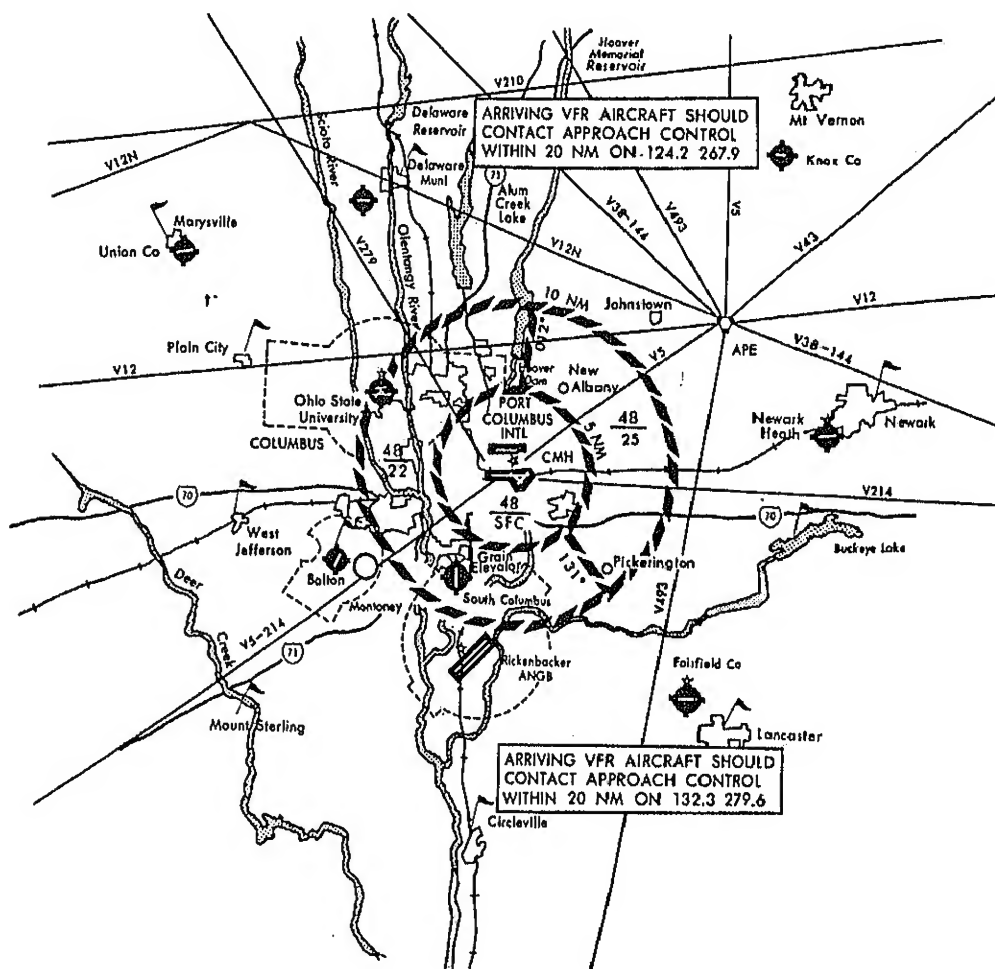 Hoover
Memorial
Reservoir
V210
ARRIVING VFR AIRCRAFT SHOULD
CONTACT APPROACH CONTROL
WITHIN 20 NM ON-124.2 267.9
Mt Vernon
Delaware
Reservoir
Scioto River
V12N
Delaware
Muni
71
Knox Co
Alum
Creek
Lake
Marysville
Union Co
V38-144
V493
V5
V43
V279
Olentangy River
V12N
10 NM
Johnstown
V12
Plain City
V12
APE
V38-144
V5
New
Albany
Ohio State
University
PORT
COLUMBUS
INTL
48
25
Newark
Heath
Newark
COLUMBUS
48
22
5 NM
CMH
V214
70
48
SFC
70
West
Jefferson
Buckeye Lake
Grain
Elevator
131°
Pickerington
Bolton
Deer
Creek
South Columbus
V493
V5-214
71
Rickenbacker
ANGB
Fairfield Co
Mount Sterling
Lancaster
ARRIVING VFR AIRCRAFT SHOULD
CONTACT APPROACH CONTROL
WITHIN 20 NM ON 132.3 279.6
Circleville